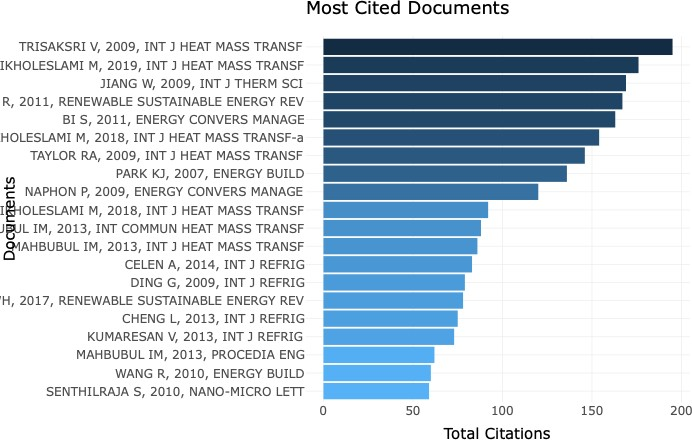 Most Cited Documents
TRISAKSRI V, 2009, INT J HEAT MASS TRANSF
IKHOLESLAMI M, 2019, INT J HEAT MASS TRANSF
JIANG W, 2009, INT J THERM SCI
R, 2011, RENEWABLE SUSTAINABLE ENERGY REV
BI S, 2011, ENERGY CONVERS MANAGE
HOLESLAMI M, 2018, INT J HEAT MASS TRANSF-a
TAYLOR RA, 2009, INT J HEAT MASS TRANSF
PARK KJ, 2007, ENERGY BUILD
NAPHON P, 2009, ENERGY CONVERS MANAGE
IKHOLESLAMI M, 2018, INT J HEAT MASS TRANSF
UBUL IM, 2013, INT COMMUN HEAT MASS TRANSF
MAHBUBUL IM, 2013, INT J HEAT MASS TRANSF
CELEN A, 2014, INT J REFRIG
DING G, 2009, INT J REFRIG
H, 2017, RENEWABLE SUSTAINABLE ENERGY REV
CHENG L, 2013, INT J REFRIG
KUMARESAN V, 2013, INT J REFRIG
MAHBUBUL IM, 2013, PROCEDIA ENG
WANG R, 2010, ENERGY BUILD
SENTHILRAJA S, 2010, NANO-MICRO LETT
Documents
0 50 100 150 200
Total Citations